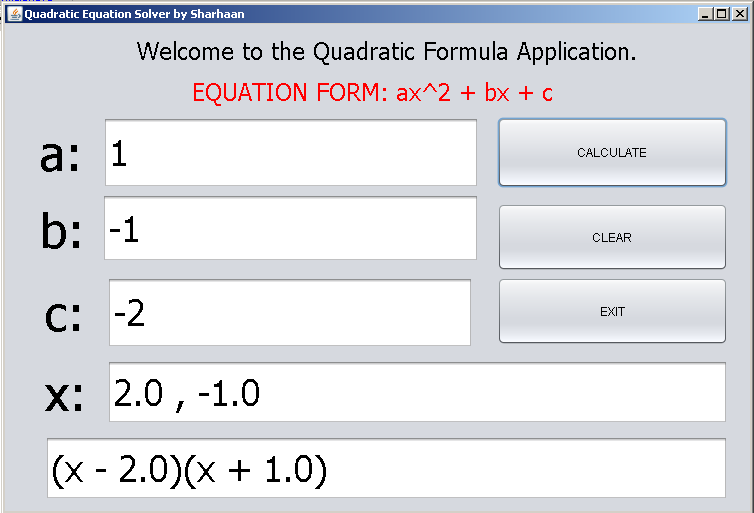 Quadratic Equation Solver by Sharhaan
Welcome to the Quadratic Formula Application.
EQUATION FORM: ax^2 + bx + c
a: 1 CALCULATE
b: -1 CLEAR
c: -2 EXIT
x: 2.0 , -1.0
(x - 2.0)(x + 1.0)